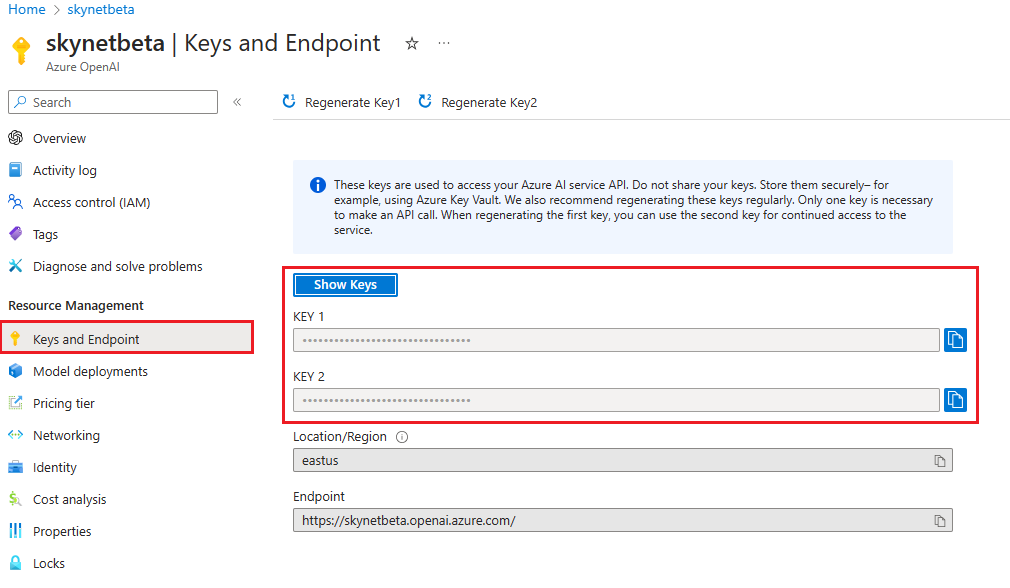 Home > skynetbeta
skynetbeta | Keys and Endpoint
Azure OpenAI
Search
Regenerate Key1
Regenerate Key2
Overview
Activity log
Access control (IAM)
Tags
Diagnose and solve problems
Resource Management
Keys and Endpoint
Model deployments
Pricing tier
Networking
Identity
Cost analysis
Properties
Locks
These keys are used to access your Azure AI service API. Do not share your keys. Store them securely– for
example, using Azure Key Vault. We also recommend regenerating these keys regularly. Only one key is necessary
to make an API call. When regenerating the first key, you can use the second key for continued access to the
service.
Show Keys
KEY 1
••••••••••••••••••••••••••••••••
KEY 2
••••••••••••••••••••••••••••••••
Location/Region
eastus
Endpoint
https://skynetbeta.openai.azure.com/